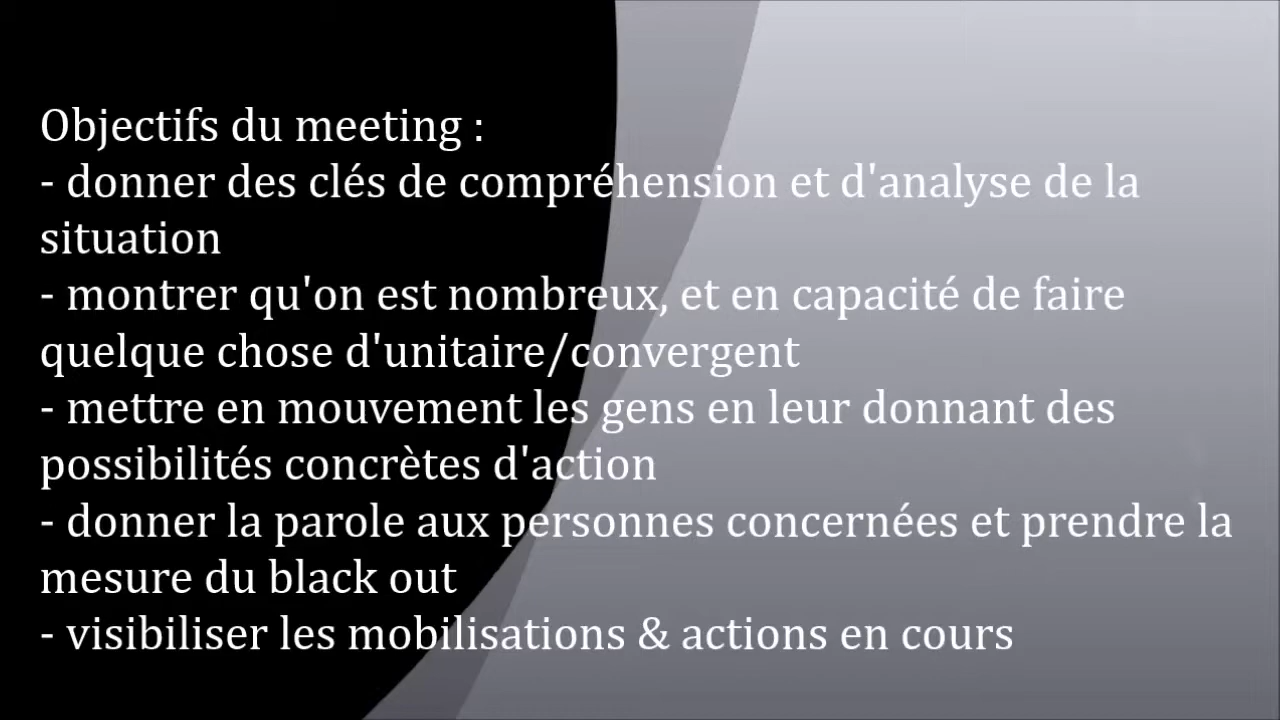 Objectifs du meeting :
- donner des clés de compréhension et d'analyse de la
situation
- montrer qu'on est nombreux, et en capacité de faire
quelque chose d'unitaire/convergent
- mettre en mouvement les gens en leur donnant des
possibilités concrètes d'action
- donner la parole aux personnes concernées et prendre la
mesure du black out
- visibiliser les mobilisations & actions en cours